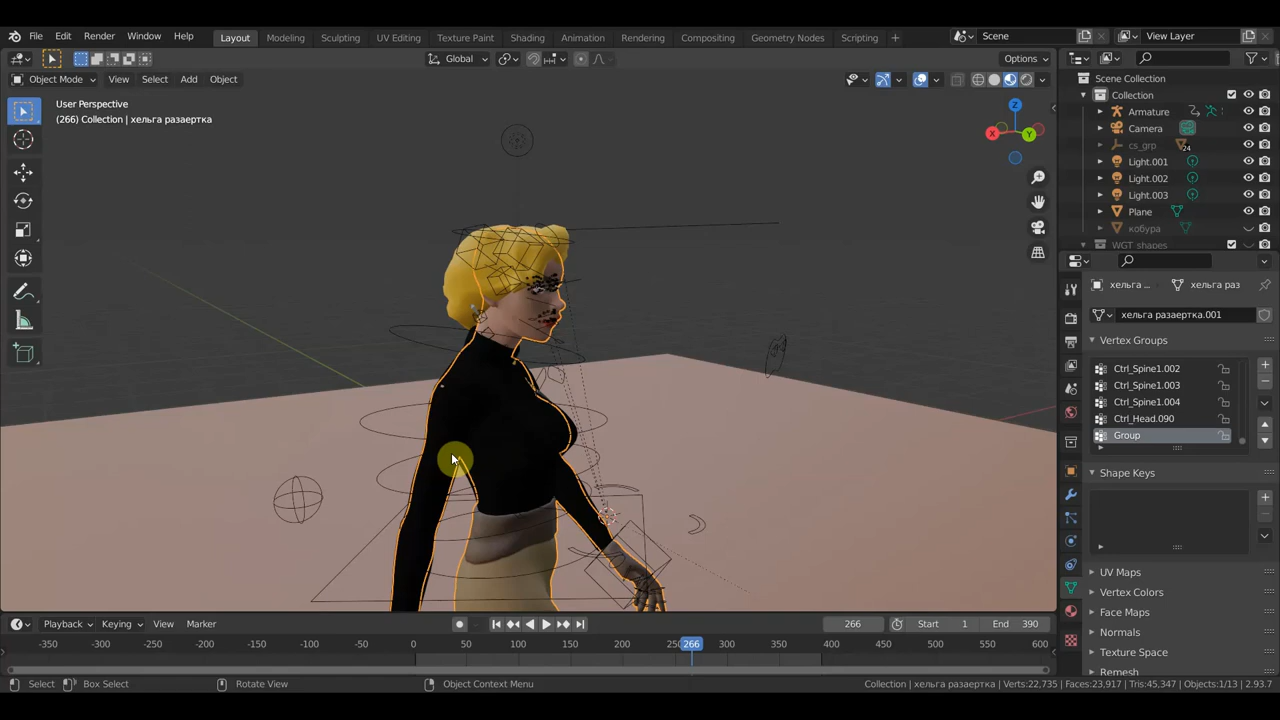 File Edit Render Window Help
Layout Modeling Sculpting UV Editing Texture Paint Shading Animation Rendering Compositing Geometry Nodes Scripting
Scene
View Layer
Global
Options
Object Mode View Select Add Object
User Perspective
(266) Collection | хельга разаертка
Z
X
Y
Scene Collection
Collection
Armature
Camera
cs_grp
24
Light.001
Light.002
Light.003
Plane
кобура
WGT_shapes
хельга ...
хельга раз
хельга разаертка.001
Vertex Groups
Ctrl_Spine1.002
Ctrl_Spine1.003
Ctrl_Spine1.004
Ctrl_Head.090
Group
Shape Keys
UV Maps
Vertex Colors
Face Maps
Normals
Texture Space
Remesh
Playback Keying View Marker
266
Start 1
End 390
-350 -300 -250 -200 -150 -100 -50 0 50 100 150 200 250 266 300 350 400 450 500 550 600
Select Box Select Rotate View Object Context Menu
Collection | хельга разаертка | Verts:22,735 | Faces:23,917 | Tris:45,347 | Objects:1/13 | 2.93.7